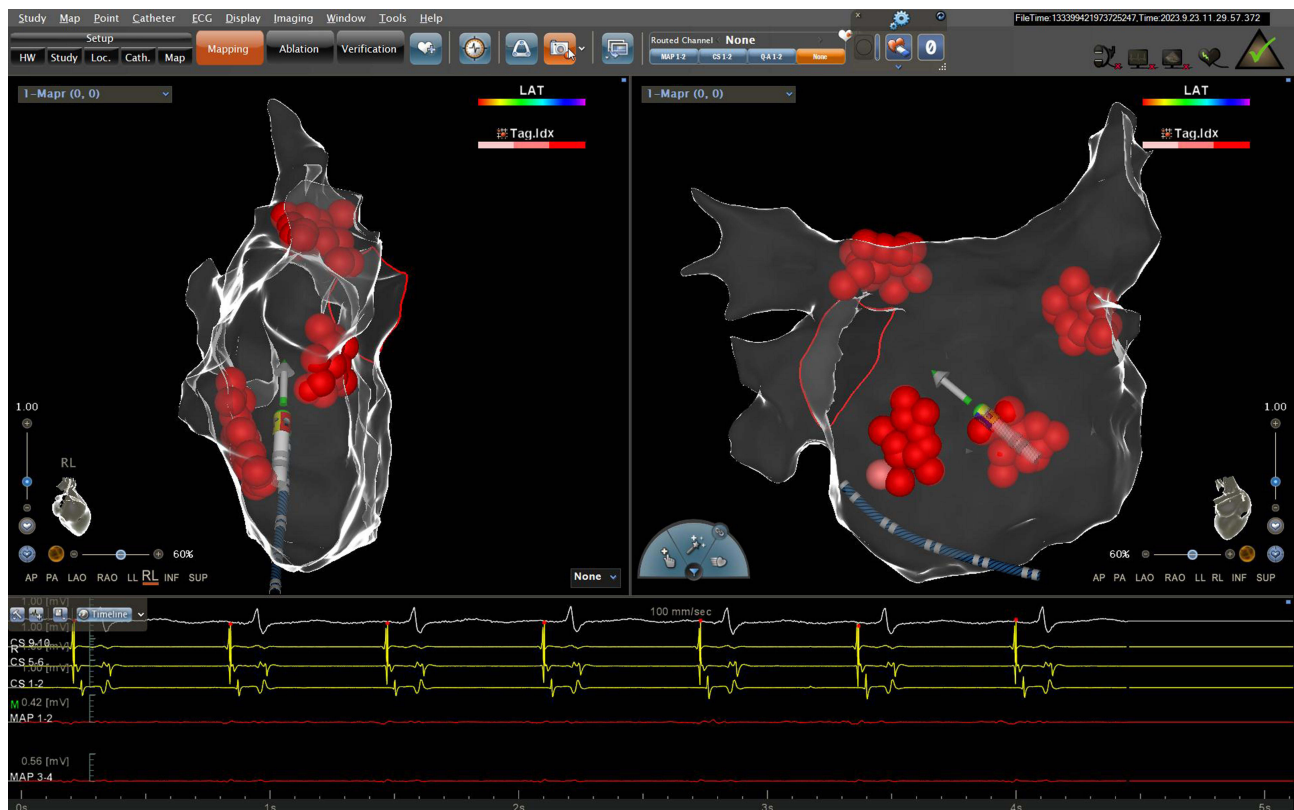 Study Map Point Catheter ECG Display Imaging Window Tools Help
FileTime:133399421973725247,Time:2023.9.23.11.29.57.372
Setup
HW Study Loc. Cath. Map
Mapping Ablation Verification
Routed Channel None
MAP 1-2 CS 1-2 Q-A 1-2 None
1-Mapr (0, 0)
LAT
Tag.Idx
1.00
RL
60%
AP PA LAO RAO LL RL INF SUP
None
1-Mapr (0, 0)
LAT
Tag.Idx
1.00
60%
AP PA LAO RAO LL RL INF SUP
1.00 [mV]
Timeline
100 mm/sec
1.00 [mV]
CS 9-10
R 1.00 [mV]
CS 5-6
1.00 [mV]
CS 1-2
M 0.42 [mV]
MAP 1-2
0.56 [mV]
MAP 3-4
0s 1s 2s 3s 4s 5s